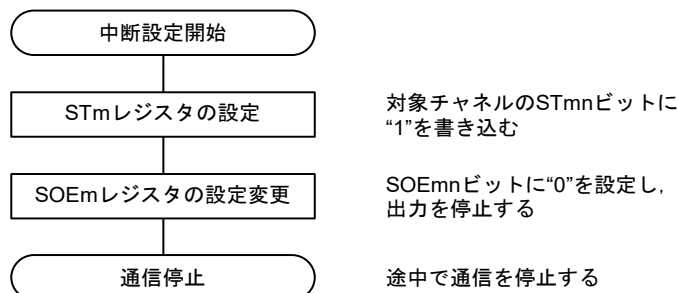 中断設定開始
STmレジスタの設定
対象チャネルのSTmnビットに
“1”を書き込む
SOEmレジスタの設定変更
SOEmnビットに“0”を設定し,
出力を停止する
通信停止
途中で通信を停止する